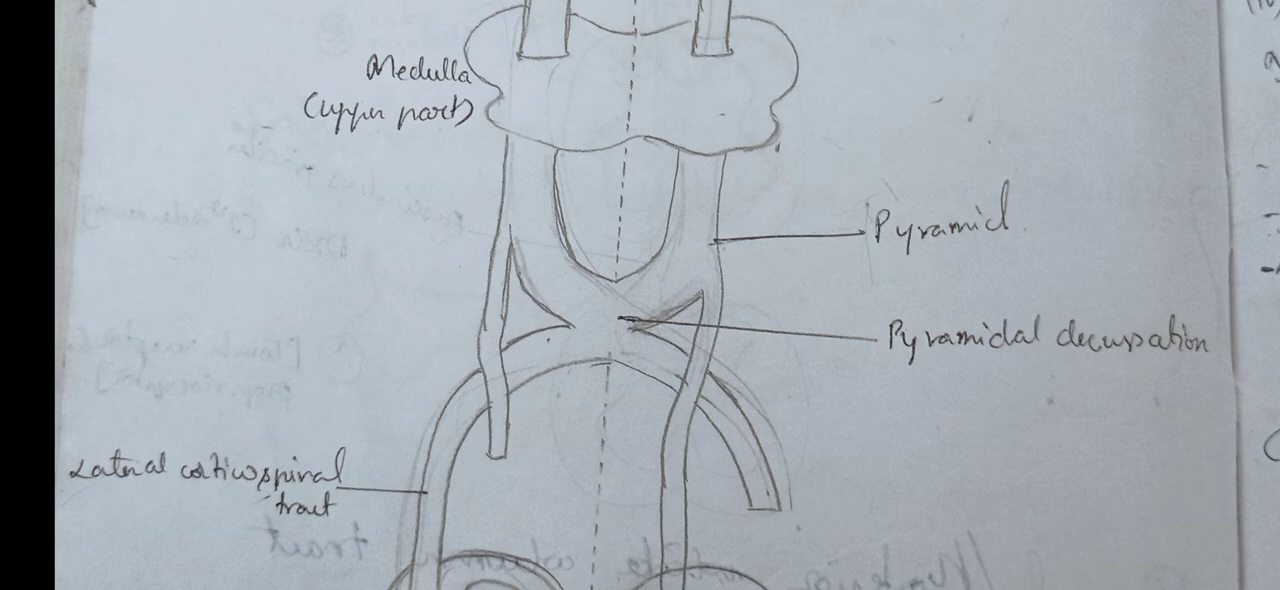 Medulla
(upper part)
Pyramid
Pyramidal decussation
Lateral corticospinal
tract